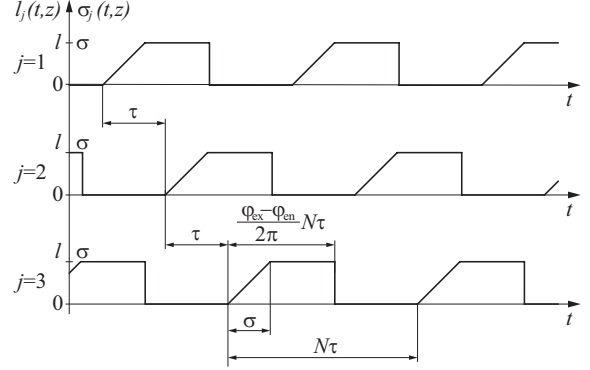 l_j(t,z) σ_j(t,z)
l σ
j=1
0
t
τ
l σ
j=2
0
t
φ_ex−φ_en
2π Nτ
τ
l σ
j=3
0
t
σ
Nτ